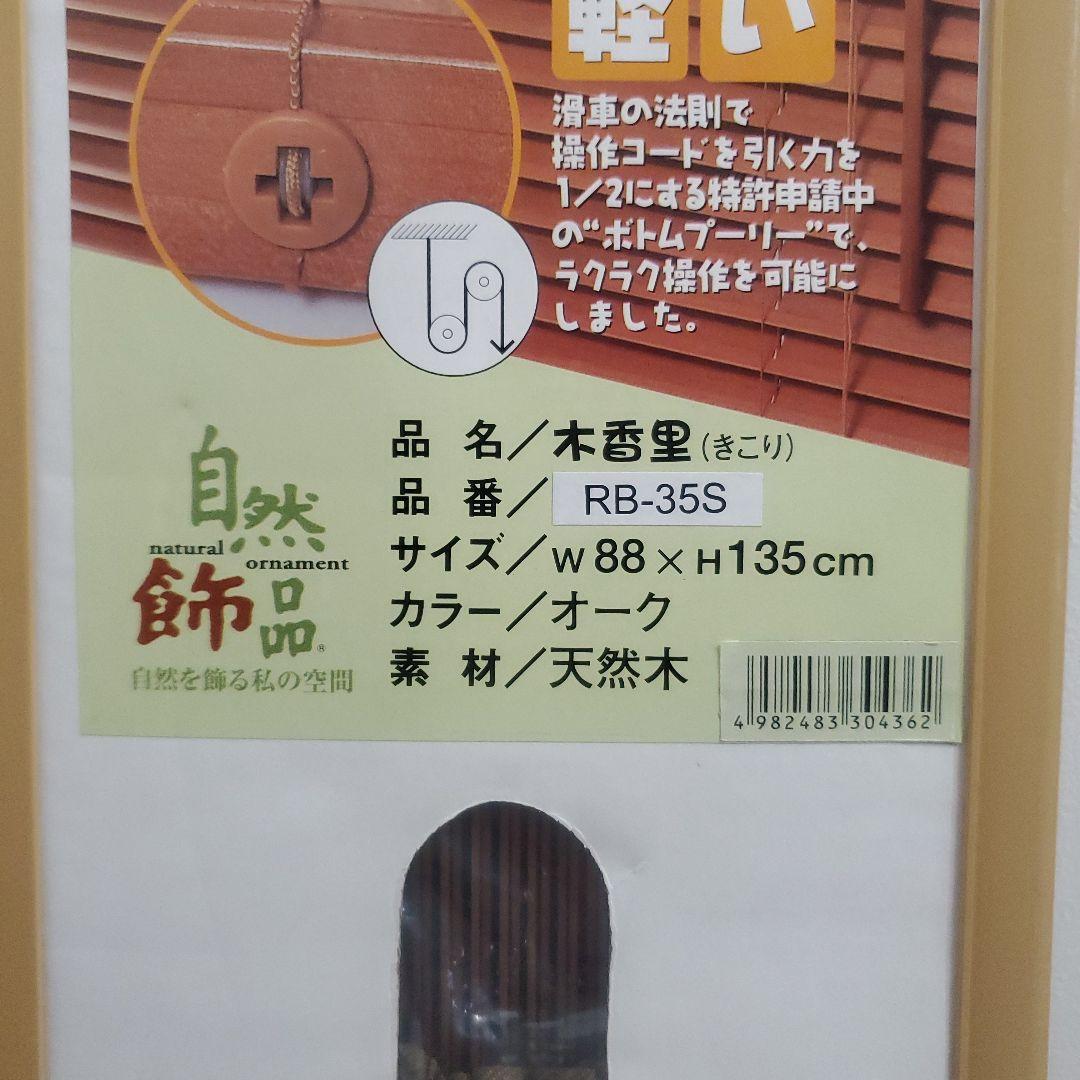 軽い
滑車の法則で
操作コードを引く力を
1/2にする特許申請中
の“ボトムプーリー”で、
ラクラク操作を可能に
しました。
品 名/木香里(きこり)
品 番/ RB-35S
サイズ/W 88 × H 135cm
カラー/オーク
素 材/天然木
自然
natural
ornament
飾品®
自然を飾る私の空間
4 982483 304362